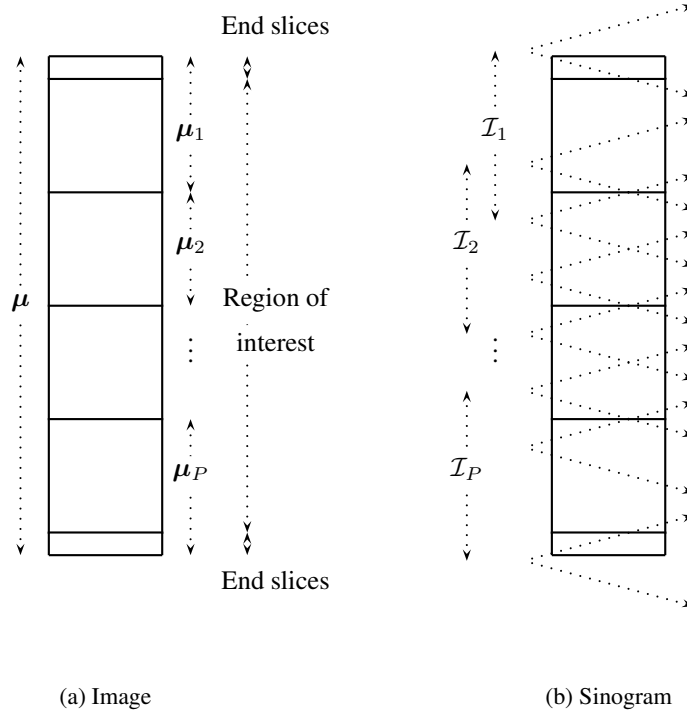 End slices
μ
μ₁
μ₂
⋮
μ_P
Region of
interest
End slices
ℐ₁
ℐ₂
⋮
ℐ_P
(a) Image
(b) Sinogram